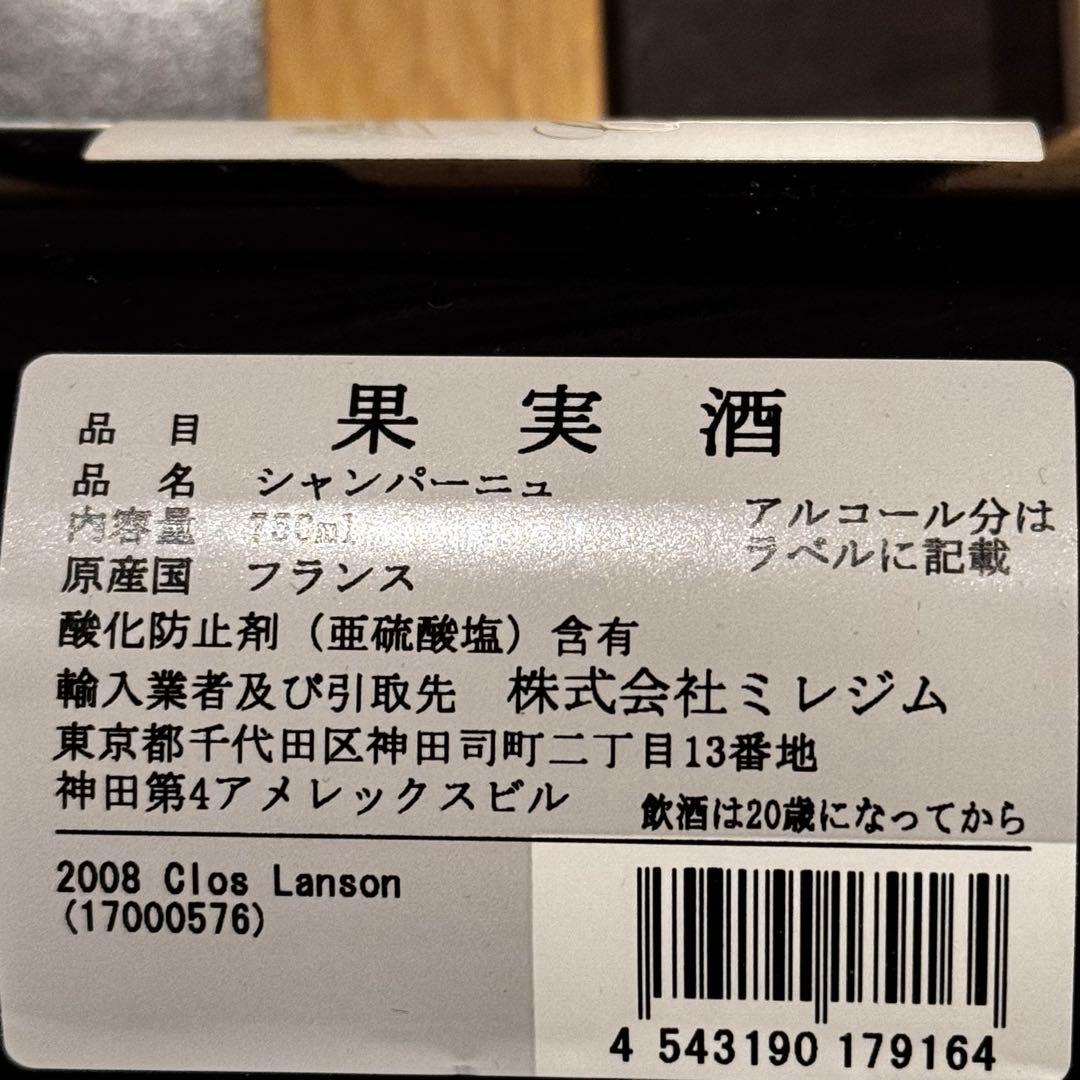 品目 果実酒
品名 シャンパーニュ
内容量 750ml
アルコール分は
ラベルに記載
原産国 フランス
酸化防止剤（亜硫酸塩）含有
輸入業者及び引取先 株式会社ミレジム
東京都千代田区神田司町二丁目13番地
神田第4アメレックスビル
飲酒は20歳になってから
2008 Clos Lanson
(17000576)
4 543190 179164